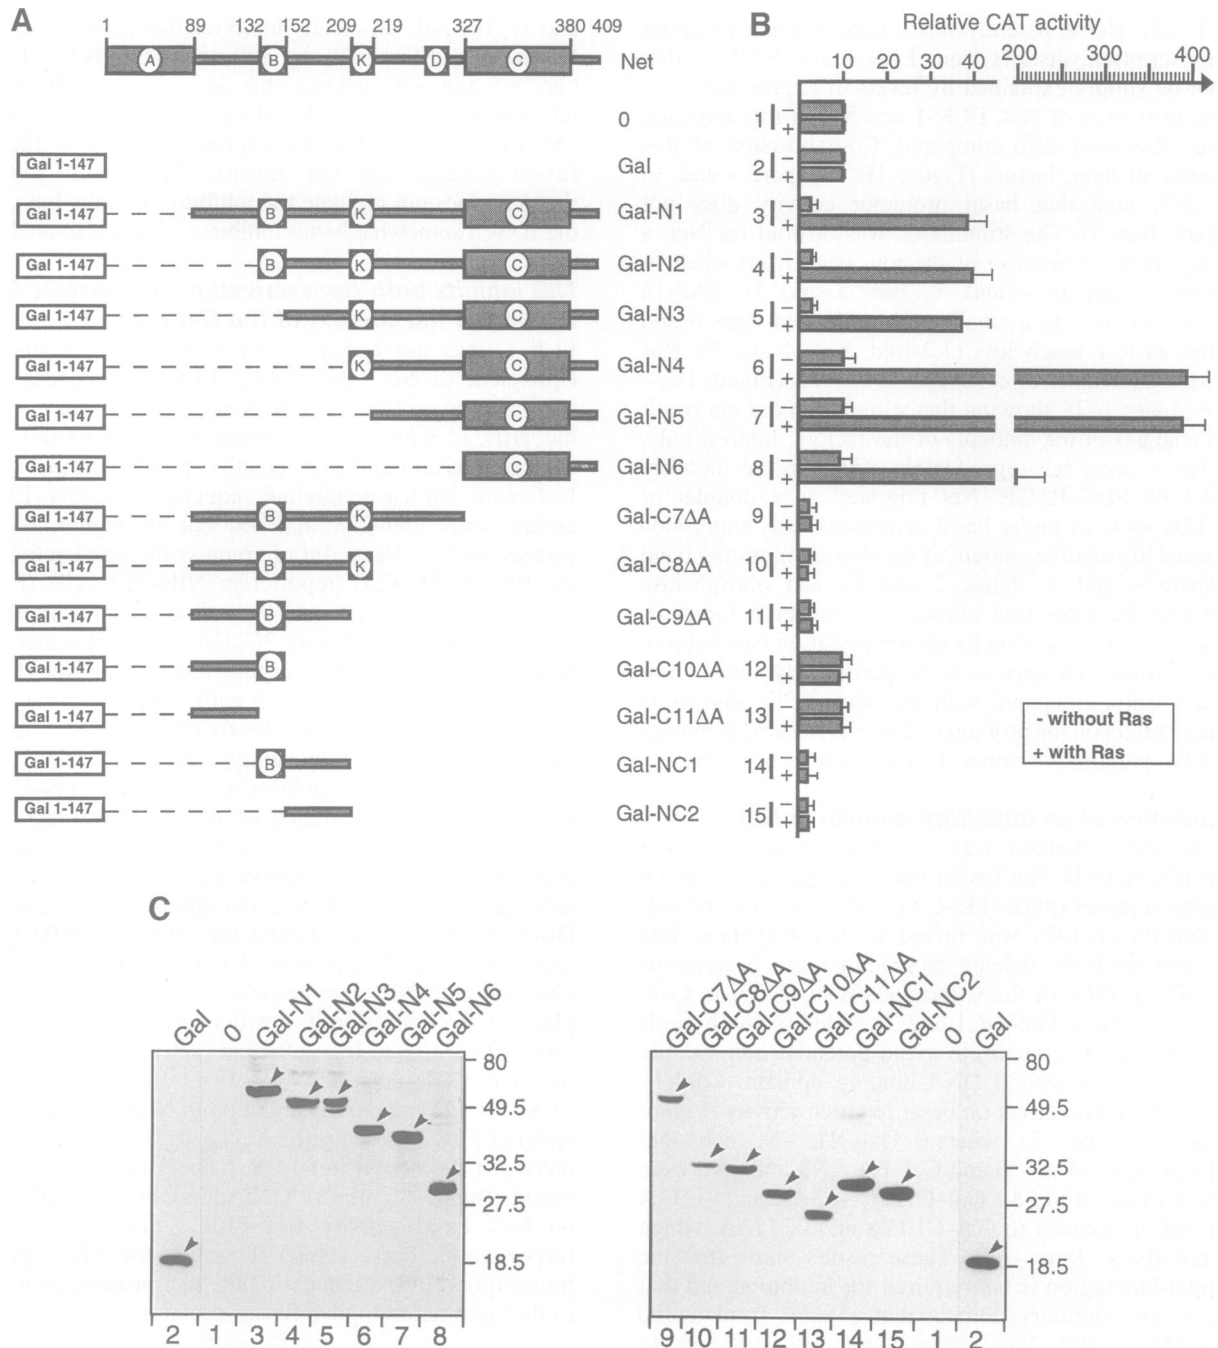 A
1 89 132 152 209 219 327 380 409
A B K D C Net
0
Gal 1-147 Gal
Gal 1-147 B K C Gal-N1
Gal 1-147 B K C Gal-N2
Gal 1-147 K C Gal-N3
Gal 1-147 K C Gal-N4
Gal 1-147 C Gal-N5
Gal 1-147 C Gal-N6
Gal 1-147 B K Gal-C7ΔA
Gal 1-147 B K Gal-C8ΔA
Gal 1-147 B Gal-C9ΔA
Gal 1-147 B Gal-C10ΔA
Gal 1-147 Gal-C11ΔA
Gal 1-147 B Gal-NC1
Gal 1-147 Gal-NC2
B
Relative CAT activity
10 20 30 40 200 300 400
1 − +
2 − +
3 − +
4 − +
5 − +
6 − +
7 − +
8 − +
9 − +
10 − +
11 − +
12 − +
13 − +
14 − +
15 − +
- without Ras
+ with Ras
C
Gal 0 Gal-N1 Gal-N2 Gal-N3 Gal-N4 Gal-N5 Gal-N6
80
49.5
32.5
27.5
18.5
2 1 3 4 5 6 7 8
Gal-C7ΔA Gal-C8ΔA Gal-C9ΔA Gal-C10ΔA Gal-C11ΔA Gal-NC1 Gal-NC2 0 Gal
80
49.5
32.5
27.5
18.5
9 10 11 12 13 14 15 1 2